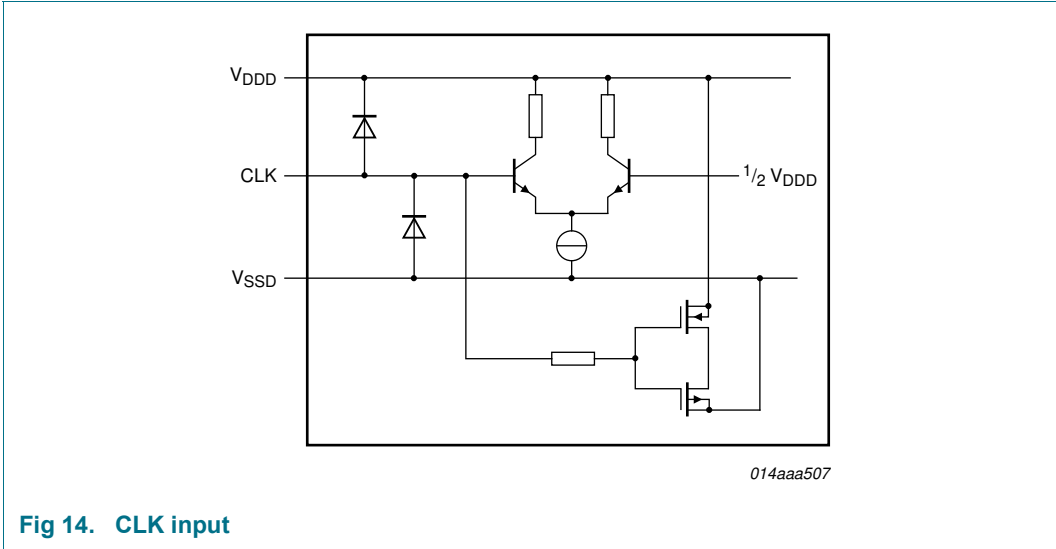 VDDD
CLK
1/2 VDDD
VSSD
014aaa507
Fig 14. CLK input